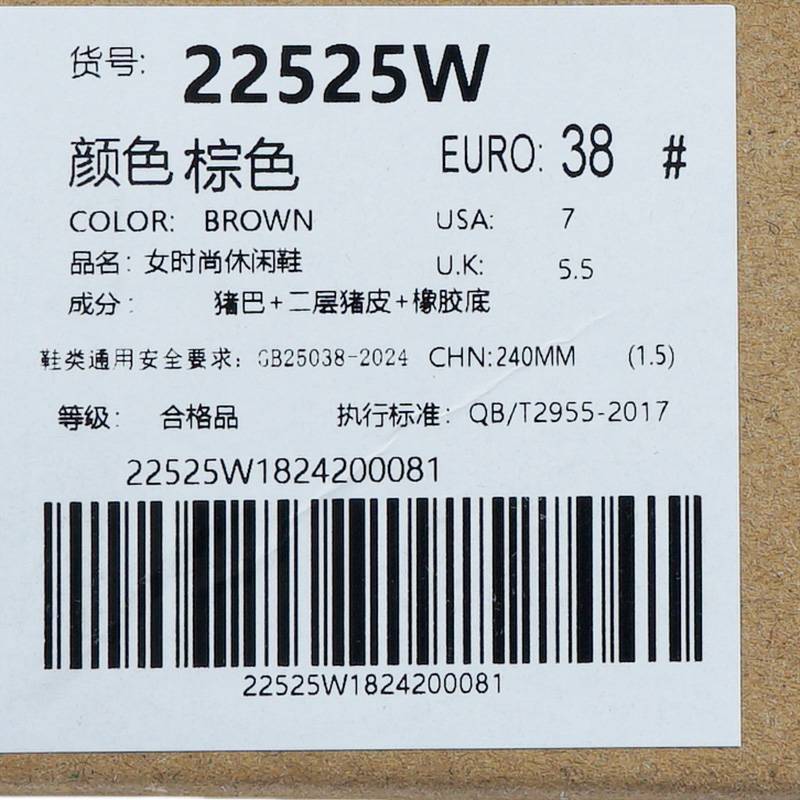 货号: 22525W
颜色 棕色 EURO: 38 #
COLOR: BROWN USA: 7
品名: 女时尚休闲鞋 U.K: 5.5
成分: 猪巴+二层猪皮+橡胶底
鞋类通用安全要求: GB25038-2024 CHN:240MM (1.5)
等级: 合格品 执行标准: QB/T2955-2017
22525W1824200081
22525W1824200081